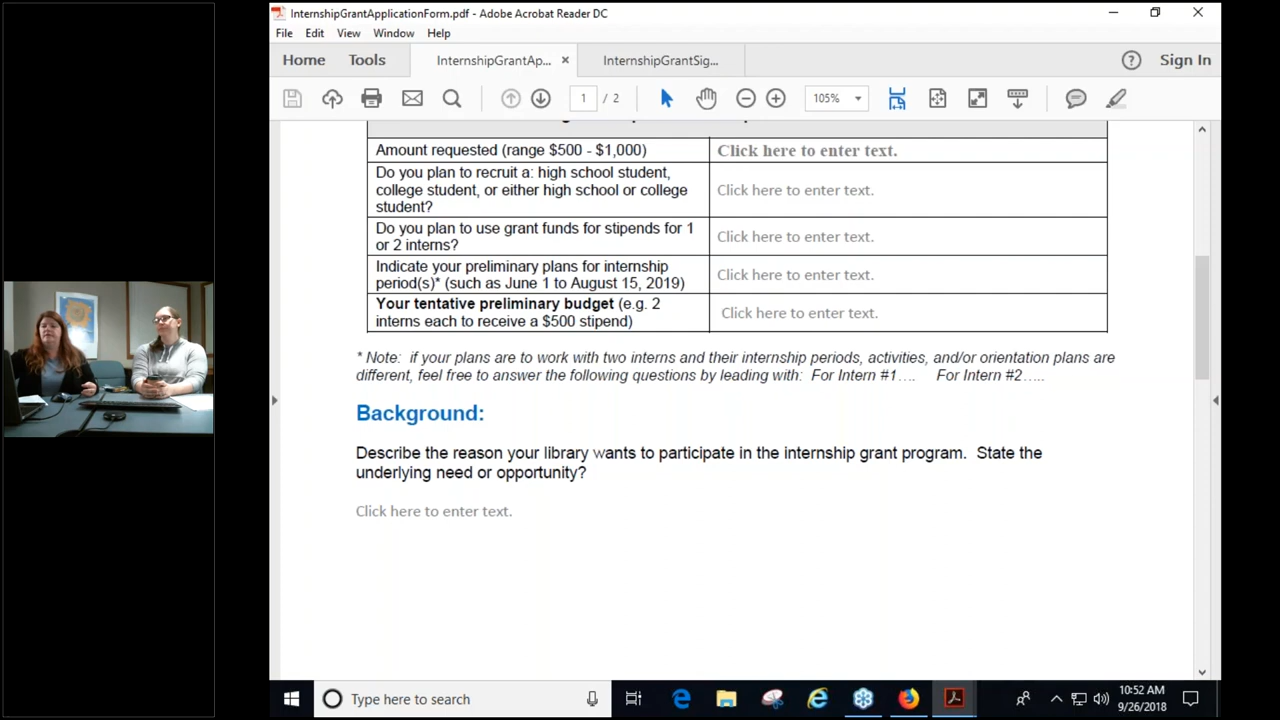 InternshipGrantApplicationForm.pdf - Adobe Acrobat Reader DC
File Edit View Window Help
Home Tools InternshipGrantAp... × InternshipGrantSig... ? Sign In
1 / 2 105%
Amount requested (range $500 - $1,000) Click here to enter text.
Do you plan to recruit a: high school student,
college student, or either high school or college
student?
Click here to enter text.
Do you plan to use grant funds for stipends for 1
or 2 interns?
Click here to enter text.
Indicate your preliminary plans for internship
period(s)* (such as June 1 to August 15, 2019)
Click here to enter text.
Your tentative preliminary budget (e.g. 2
interns each to receive a $500 stipend)
Click here to enter text.
* Note: if your plans are to work with two interns and their internship periods, activities, and/or orientation plans are
different, feel free to answer the following questions by leading with: For Intern #1.... For Intern #2.....
Background:
Describe the reason your library wants to participate in the internship grant program. State the
underlying need or opportunity?
Click here to enter text.
Type here to search
10:52 AM
9/26/2018